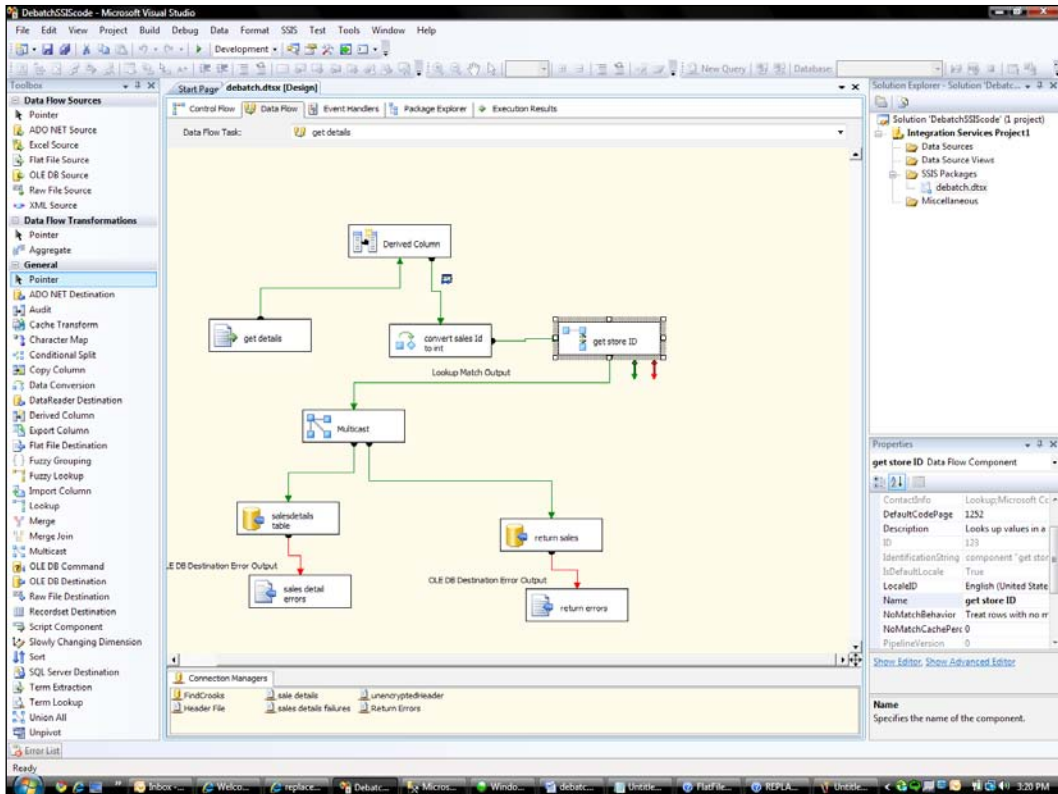 DebatchSSIScode - Microsoft Visual Studio
File Edit View Project Build Debug Data Format SSIS Test Tools Window Help
Development
New Query Database:
Toolbox
Data Flow Sources
Pointer
ADO NET Source
Excel Source
Flat File Source
OLE DB Source
Raw File Source
XML Source
Data Flow Transformations
Pointer
Aggregate
General
Pointer
ADO NET Destination
Audit
Cache Transform
Character Map
Conditional Split
Copy Column
Data Conversion
DataReader Destination
Derived Column
Export Column
Flat File Destination
Fuzzy Grouping
Fuzzy Lookup
Import Column
Lookup
Merge
Merge Join
Multicast
OLE DB Command
OLE DB Destination
Raw File Destination
Recordset Destination
Script Component
Slowly Changing Dimension
Sort
SQL Server Destination
Term Extraction
Term Lookup
Union All
Unpivot
Start Page debatch.dtsx [Design]
Control Flow Data Flow Event Handlers Package Explorer Execution Results
Data Flow Task: get details
Derived Column
get details
convert sales Id
to int
get store ID
Lookup Match Output
Multicast
salesdetails
table
return sales
LE DB Destination Error Output
OLE DB Destination Error Output
sales detail
errors
return errors
Connection Managers
FindCrooks sale details unencryptedHeader
Header File sales details failures Return Errors
Solution Explorer - Solution 'Debatc...
Solution 'DebatchSSIScode' (1 project)
Integration Services Project1
Data Sources
Data Source Views
SSIS Packages
debatch.dtsx
Miscellaneous
Properties
get store ID Data Flow Component
ContactInfo Lookup;Microsoft Cc
DefaultCodePage 1252
Description Looks up values in a
ID 123
IdentificationString component "get stor
IsDefaultLocale True
LocaleID English (United State
Name get store ID
NoMatchBehavior Treat rows with no m
NoMatchCachePerc 0
PipelineVersion 0
Show Editor, Show Advanced Editor
Name
Specifies the name of the component.
Error List
Ready
Inbox -... Welco... replace... Debatc... Micros... Windo... debatc... Untitle... FlatFile... REPLA... Untitle... 3:20 PM